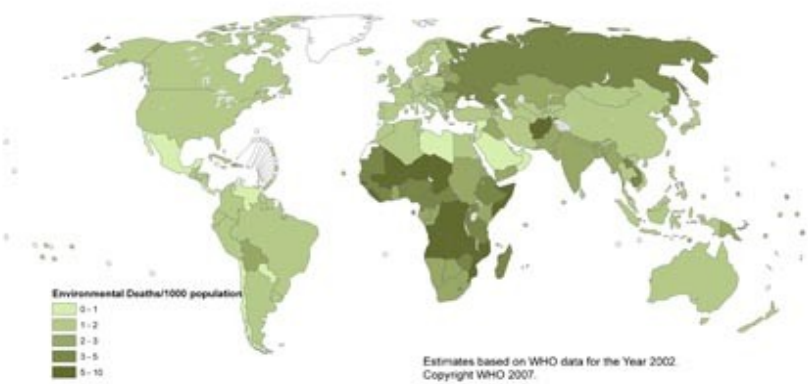 Environmental Deaths/1000 population
0 - 1
1 - 2
2 - 3
3 - 5
5 - 10
Estimates based on WHO data for the Year 2002.
Copyright WHO 2007.